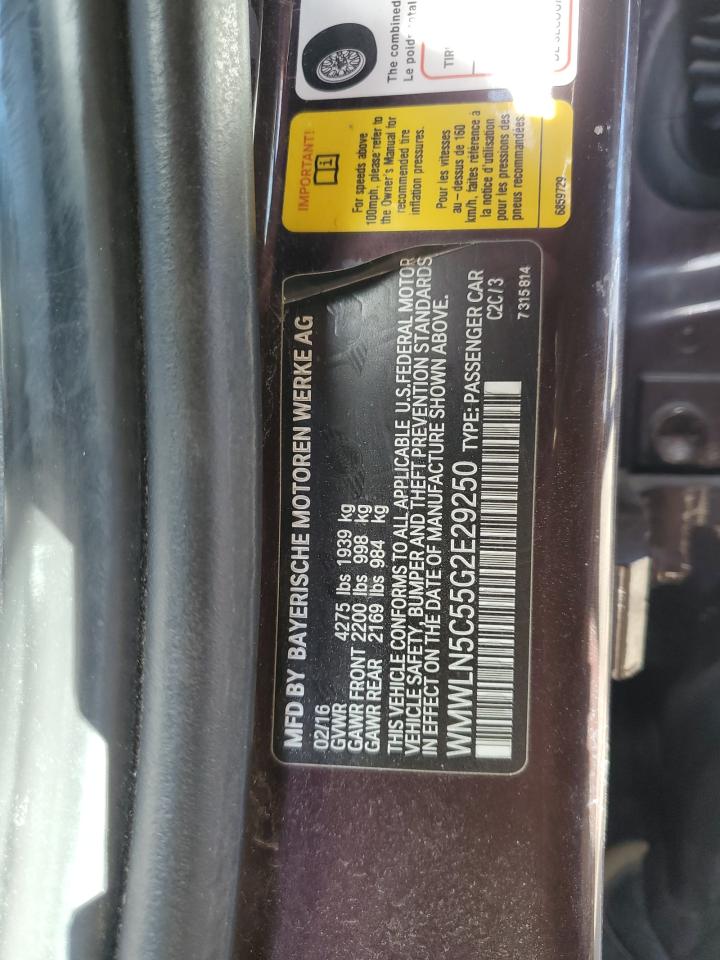 MFD BY BAYERISCHE MOTOREN WERKE AG
02/16
GVWR 4275 lbs 1939 kg
GAWR FRONT 2200 lbs 998 kg
GAWR REAR 2169 lbs 984 kg
THIS VEHICLE CONFORMS TO ALL APPLICABLE U.S.FEDERAL MOTOR
VEHICLE SAFETY, BUMPER AND THEFT PREVENTION STANDARDS
IN EFFECT ON THE DATE OF MANUFACTURE SHOWN ABOVE.
WMWLN5C55G2E29250 TYPE: PASSENGER CAR
C2C/3
7 315 814
IMPORTANT!
i
For speeds above
100mph, please refer to
the Owner's Manual for
recommended tire
inflation pressures.
Pour les vitesses
au-dessus de 160
km/h, faites référence à
la notice d'utilisation
pour les pressions des
pneus recommandées.
6859729
The combined
Le poids total